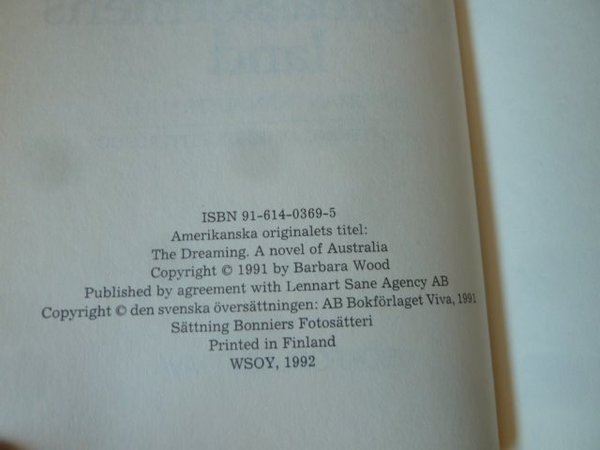 ISBN 91-614-0369-5
Amerikanska originalets titel:
The Dreaming. A novel of Australia
Copyright © 1991 by Barbara Wood
Published by agreement with Lennart Sane Agency AB
Copyright © den svenska översättningen: AB Bokförlaget Viva, 1991
Sättning Bonniers Fotosätteri
Printed in Finland
WSOY, 1992